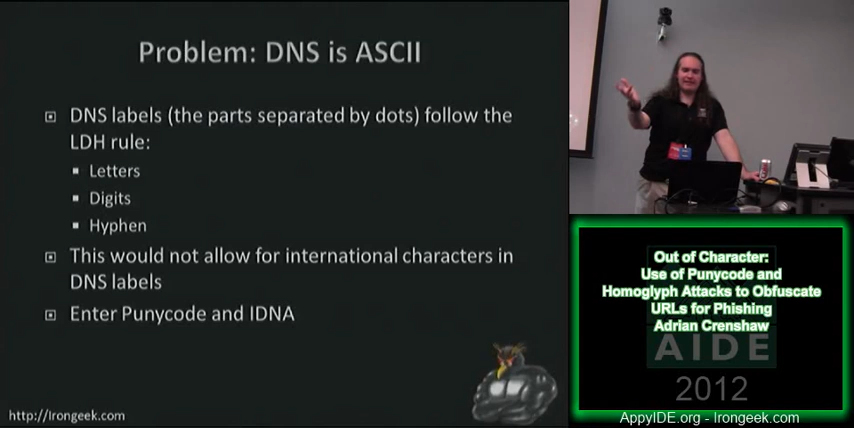 Problem: DNS is ASCII
DNS labels (the parts separated by dots) follow the
LDH rule:
Letters
Digits
Hyphen
This would not allow for international characters in
DNS labels
Enter Punycode and IDNA
http://Irongeek.com
Out of Character:
Use of Punycode and
Homoglyph Attacks to Obfuscate
URLs for Phishing
Adrian Crenshaw
AIDE
2012
AppyIDE.org - Irongeek.com